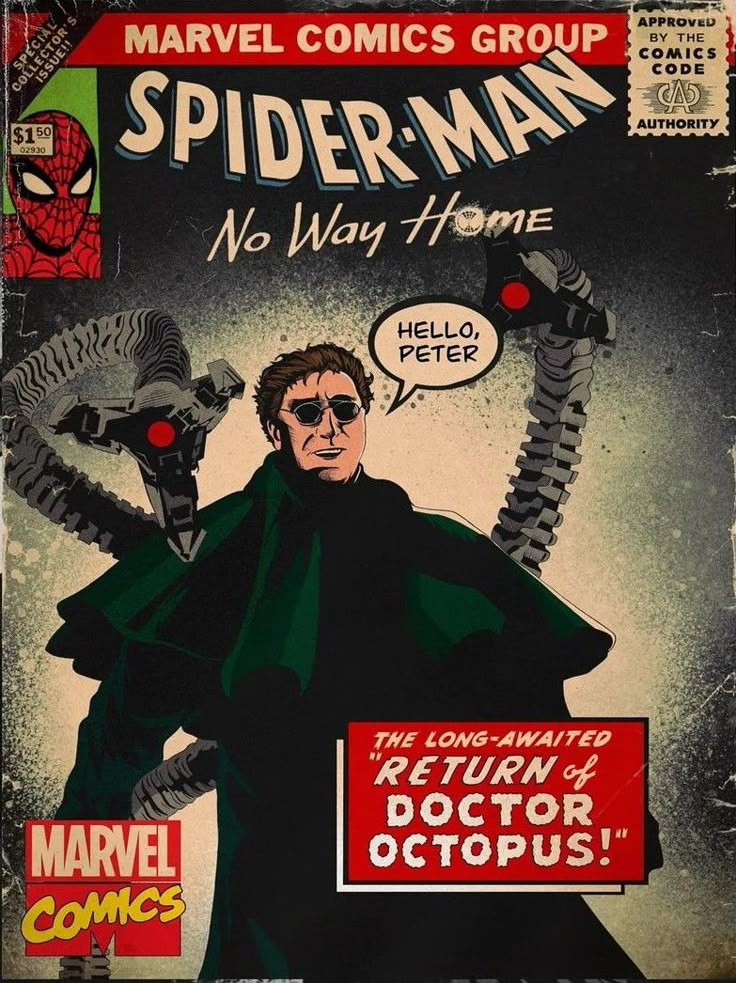 SPECIAL
COLLECTOR'S
ISSUE!!
MARVEL COMICS GROUP
APPROVED
BY THE
COMICS
CODE
CA
AUTHORITY
$1.50
02930
SPIDER-MAN
No Way Home
HELLO,
PETER
THE LONG-AWAITED
"RETURN of
DOCTOR
OCTOPUS!"
MARVEL
COMICS